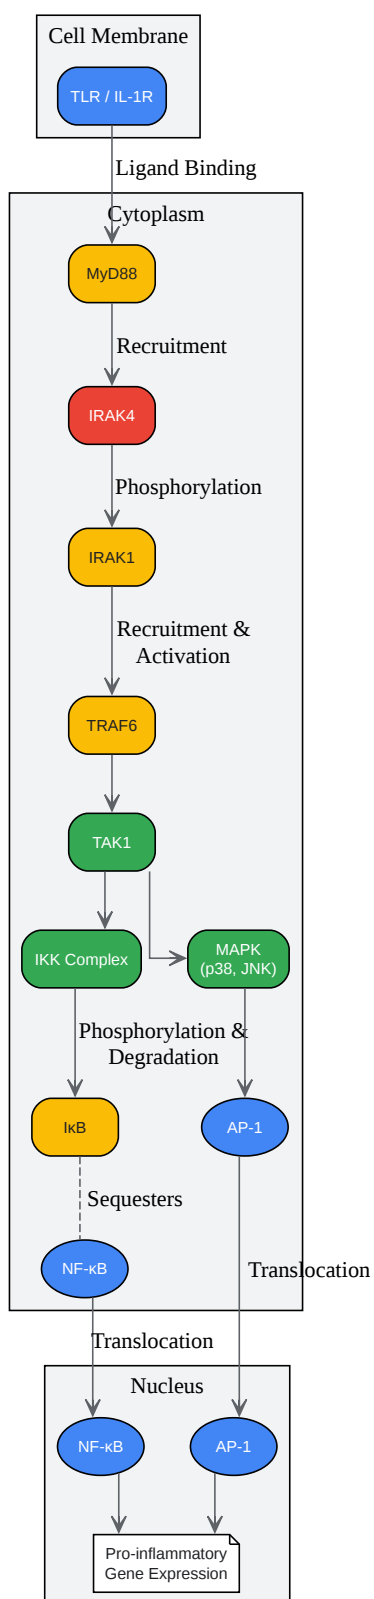 Cell Membrane
TLR / IL-1R
Ligand Binding
Cytoplasm
MyD88
Recruitment
IRAK4
Phosphorylation
IRAK1
Recruitment &
Activation
TRAF6
TAK1
IKK Complex
MAPK
(p38, JNK)
Phosphorylation &
Degradation
IκB
AP-1
Sequesters
NF-κB
Translocation
Translocation
Nucleus
NF-κB
AP-1
Pro-inflammatory
Gene Expression